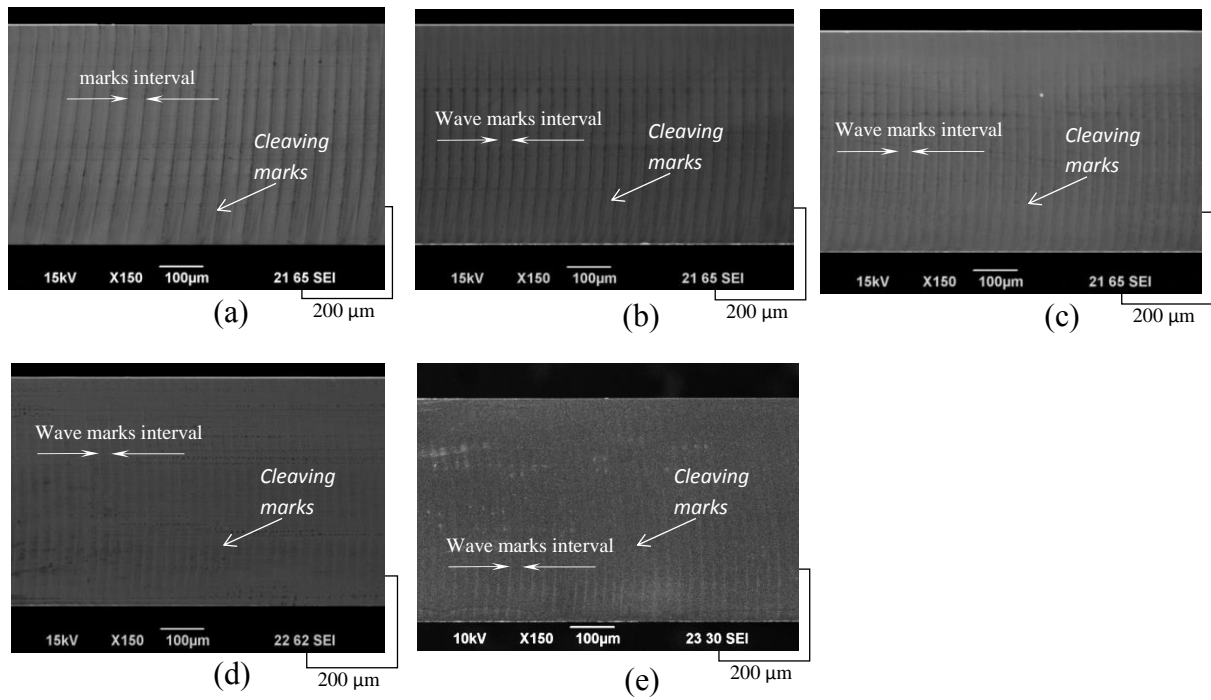 marks interval
Cleaving
marks
15kV X150 100µm 21 65 SEI
200 µm
(a)
Wave marks interval
Cleaving
marks
15kV X150 100µm 21 65 SEI
200 µm
(b)
Wave marks interval
Cleaving
marks
15kV X150 100µm 21 65 SEI
200 µm
(c)
Wave marks interval
Cleaving
marks
15kV X150 100µm 22 62 SEI
200 µm
(d)
Wave marks interval
Cleaving
marks
10kV X150 100µm 23 30 SEI
200 µm
(e)